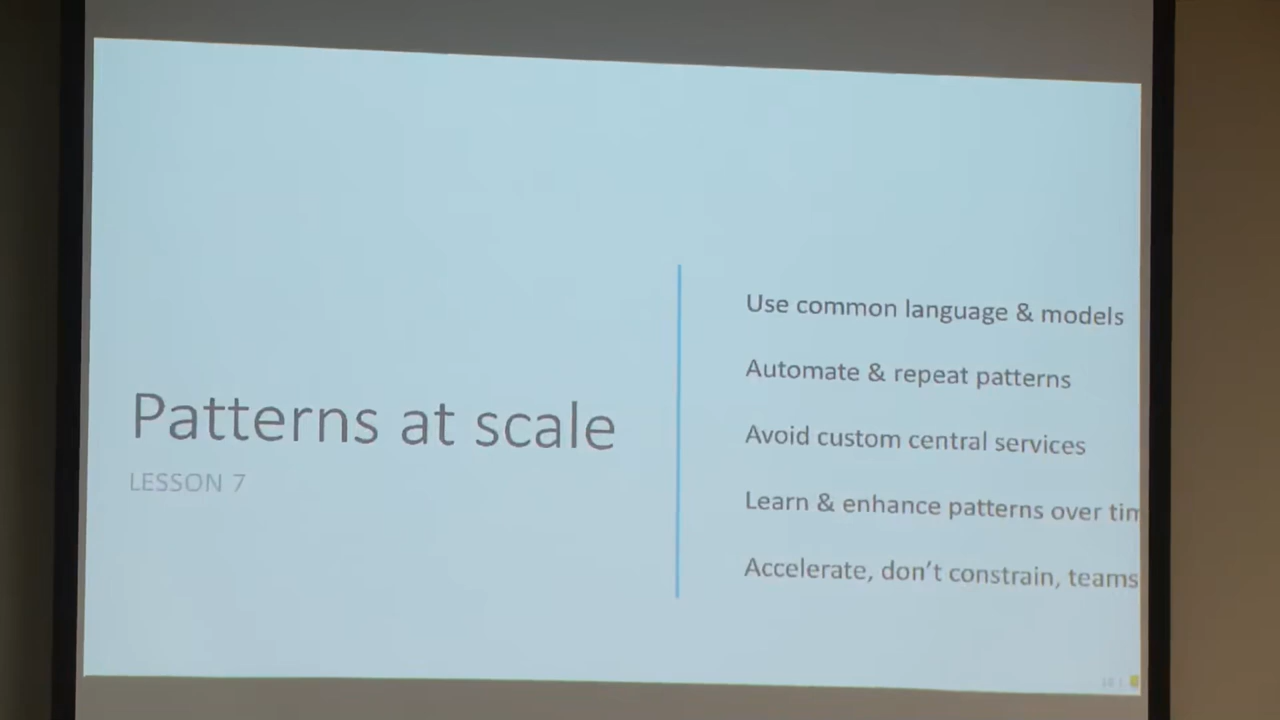 Patterns at scale
LESSON 7
Use common language & models
Automate & repeat patterns
Avoid custom central services
Learn & enhance patterns over tim
Accelerate, don't constrain, teams